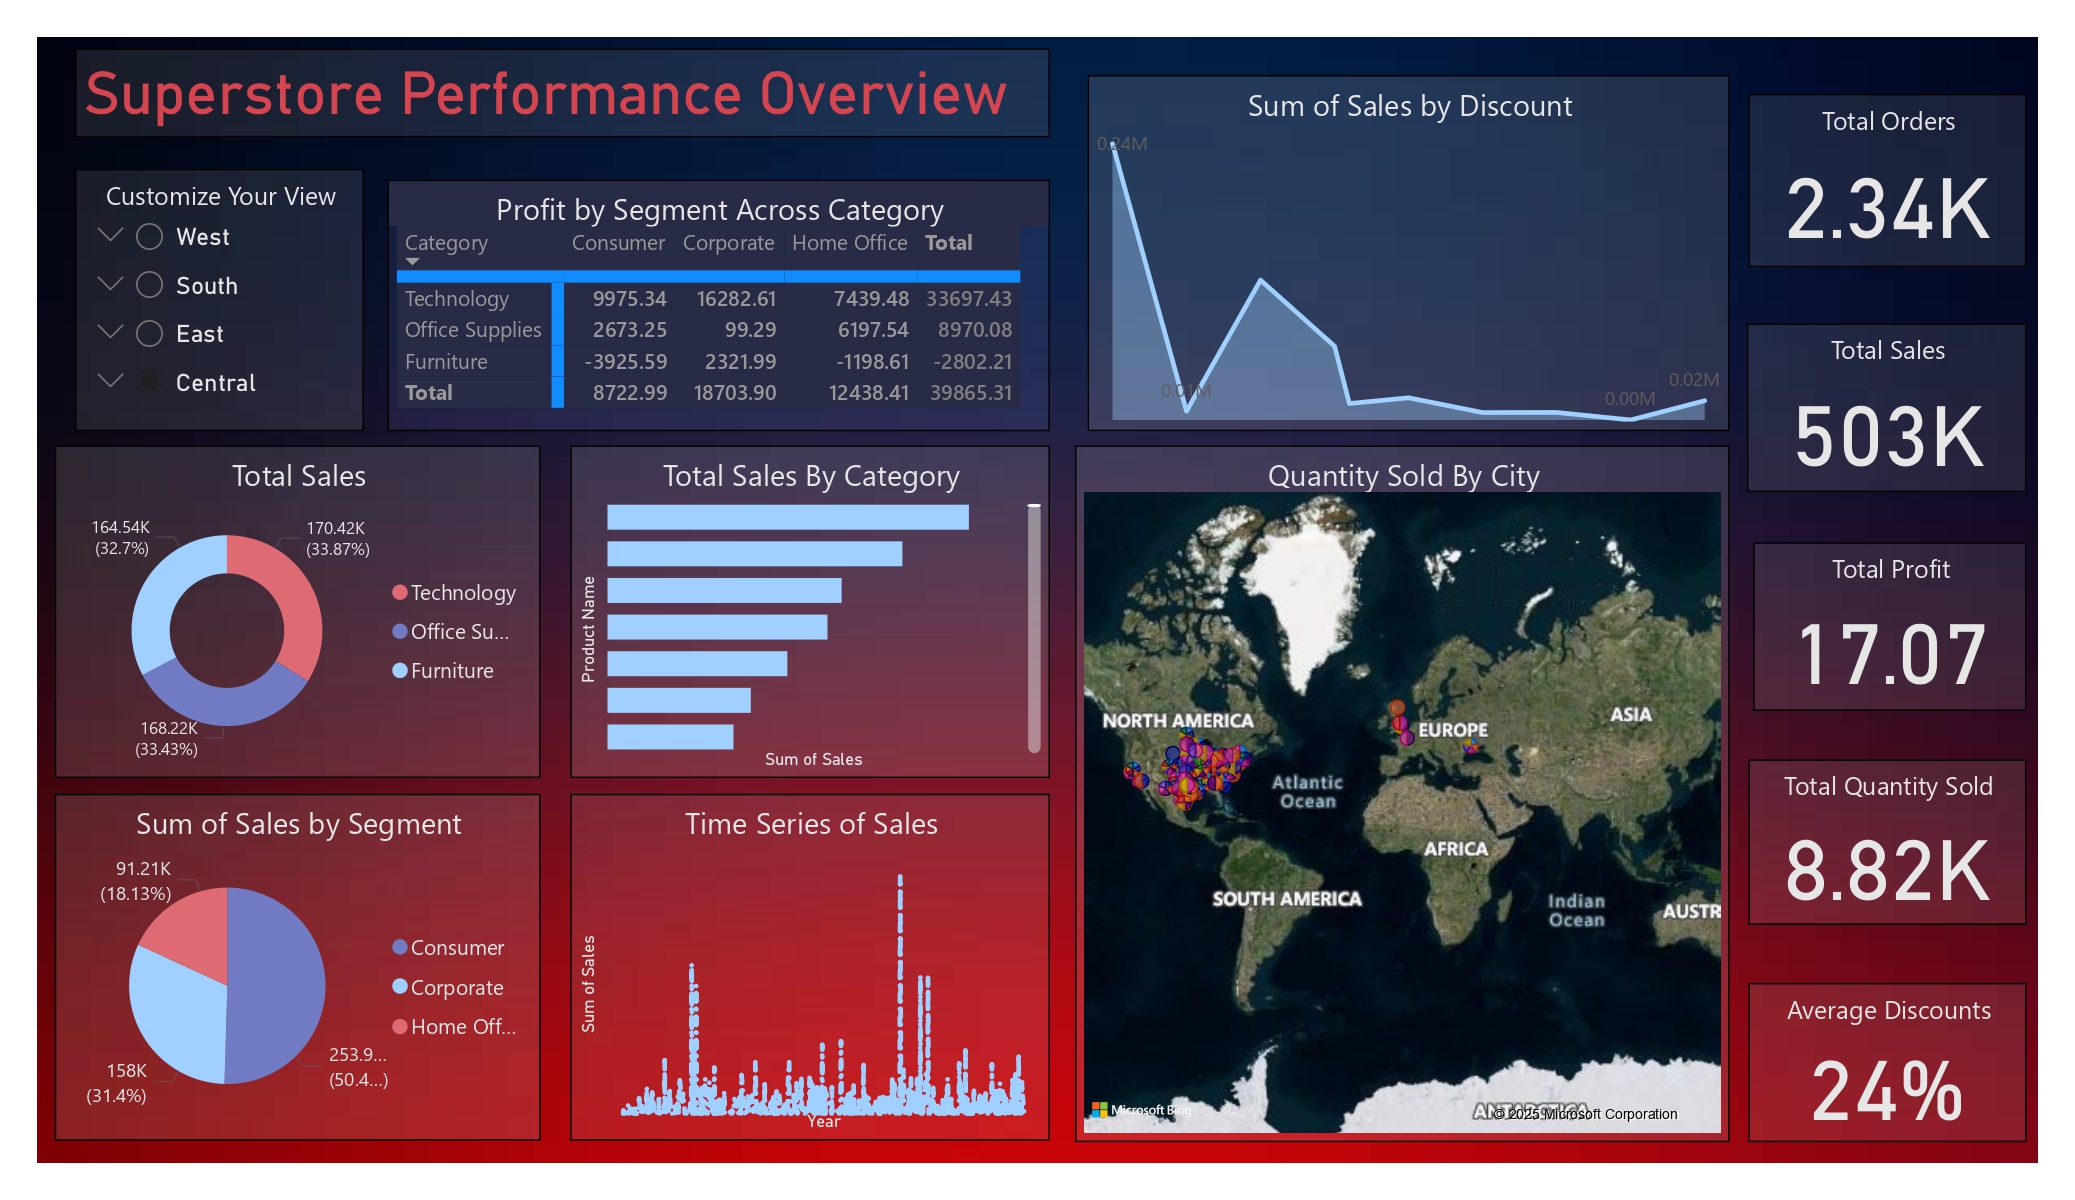 Superstore Performance Overview
Customize Your View
West
South
East
Central
Profit by Segment Across Category
Category Consumer Corporate Home Office Total
Technology 9975.34 16282.61 7439.48 33697.43
Office Supplies 2673.25 99.29 6197.54 8970.08
Furniture -3925.59 2321.99 -1198.61 -2802.21
Total 8722.99 18703.90 12438.41 39865.31
Sum of Sales by Discount
0.24M
0.01M
0.00M
0.02M
Total Orders
2.34K
Total Sales
503K
Total Profit
17.07
Total Quantity Sold
8.82K
Average Discounts
24%
Total Sales
164.54K
(32.7%)
170.42K
(33.87%)
168.22K
(33.43%)
Technology
Office Su...
Furniture
Total Sales By Category
Product Name
Sum of Sales
Quantity Sold By City
NORTH AMERICA
EUROPE
ASIA
Atlantic
Ocean
AFRICA
SOUTH AMERICA
Indian
Ocean
AUSTR
ANTARCTICA
Microsoft Bing
© 2025 Microsoft Corporation
Sum of Sales by Segment
91.21K
(18.13%)
158K
(31.4%)
253.9...
(50.4...)
Consumer
Corporate
Home Off...
Time Series of Sales
Sum of Sales
Year